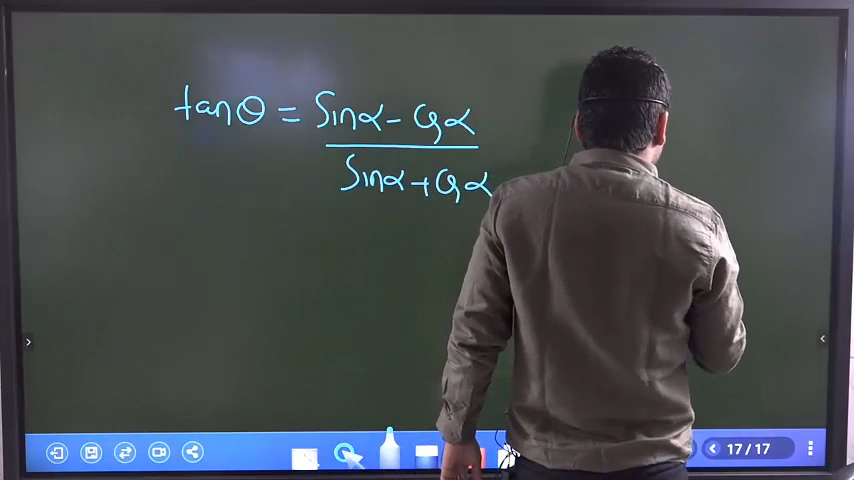 tanθ = Sinα - Cosα
Sinα + Cosα
17/17